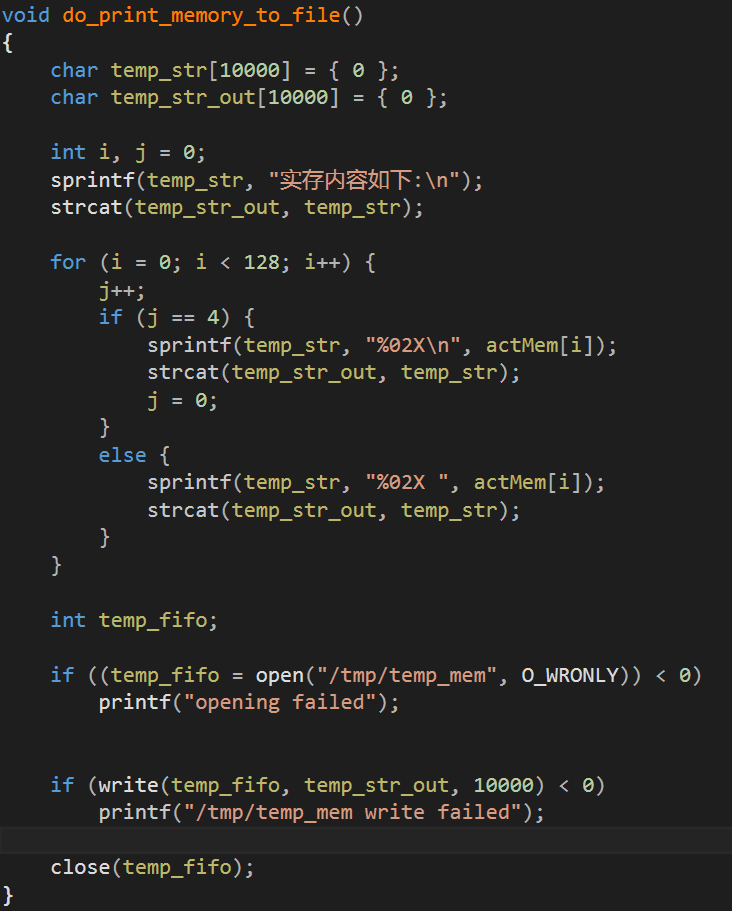 void do_print_memory_to_file()
{
    char temp_str[10000] = { 0 };
    char temp_str_out[10000] = { 0 };

    int i, j = 0;
    sprintf(temp_str, "实存内容如下:\n");
    strcat(temp_str_out, temp_str);

    for (i = 0; i < 128; i++) {
        j++;
        if (j == 4) {
            sprintf(temp_str, "%02X\n", actMem[i]);
            strcat(temp_str_out, temp_str);
            j = 0;
        }
        else {
            sprintf(temp_str, "%02X ", actMem[i]);
            strcat(temp_str_out, temp_str);
        }
    }

    int temp_fifo;

    if ((temp_fifo = open("/tmp/temp_mem", O_WRONLY)) < 0)
        printf("opening failed");


    if (write(temp_fifo, temp_str_out, 10000) < 0)
        printf("/tmp/temp_mem write failed");

    close(temp_fifo);
}